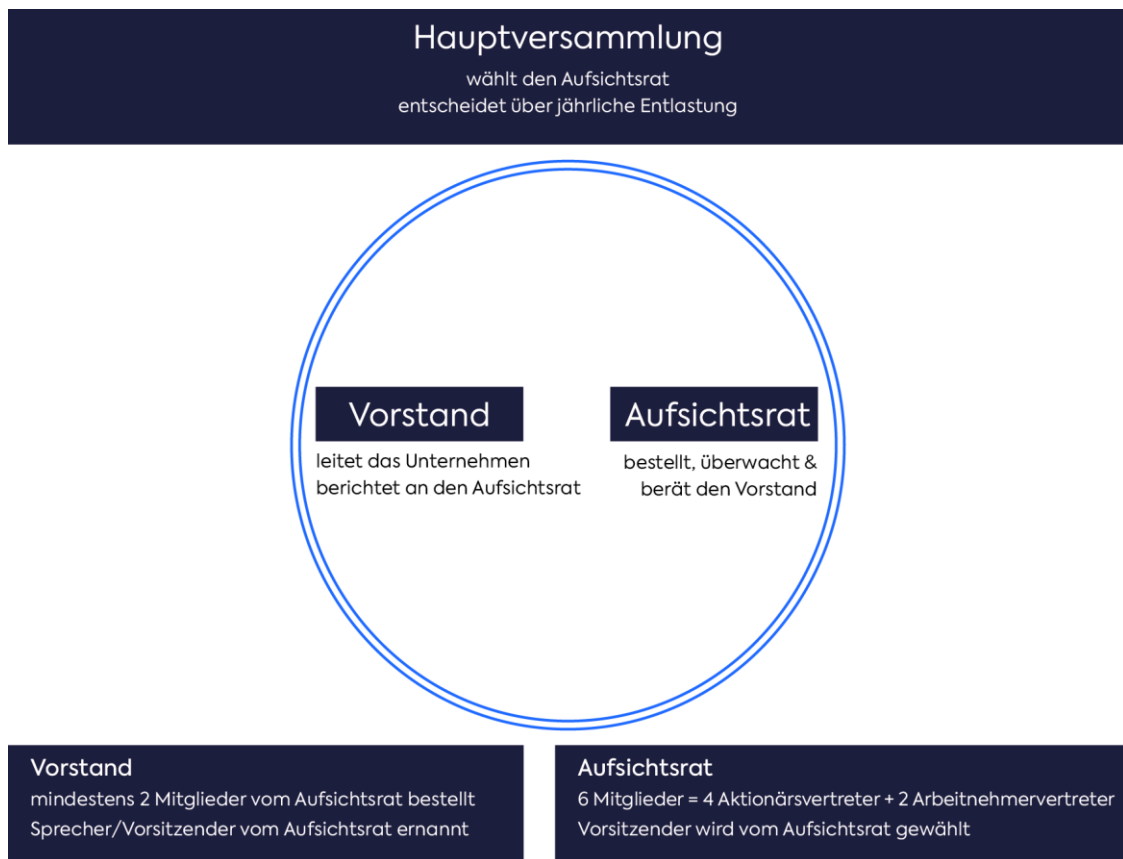 Hauptversammlung
wählt den Aufsichtsrat
entscheidet über jährliche Entlastung
Vorstand
leitet das Unternehmen
berichtet an den Aufsichtsrat
Aufsichtsrat
bestellt, überwacht &
berät den Vorstand
Vorstand
mindestens 2 Mitglieder vom Aufsichtsrat bestellt
Sprecher/Vorsitzender vom Aufsichtsrat ernannt
Aufsichtsrat
6 Mitglieder = 4 Aktionärsvertreter + 2 Arbeitnehmervertreter
Vorsitzender wird vom Aufsichtsrat gewählt